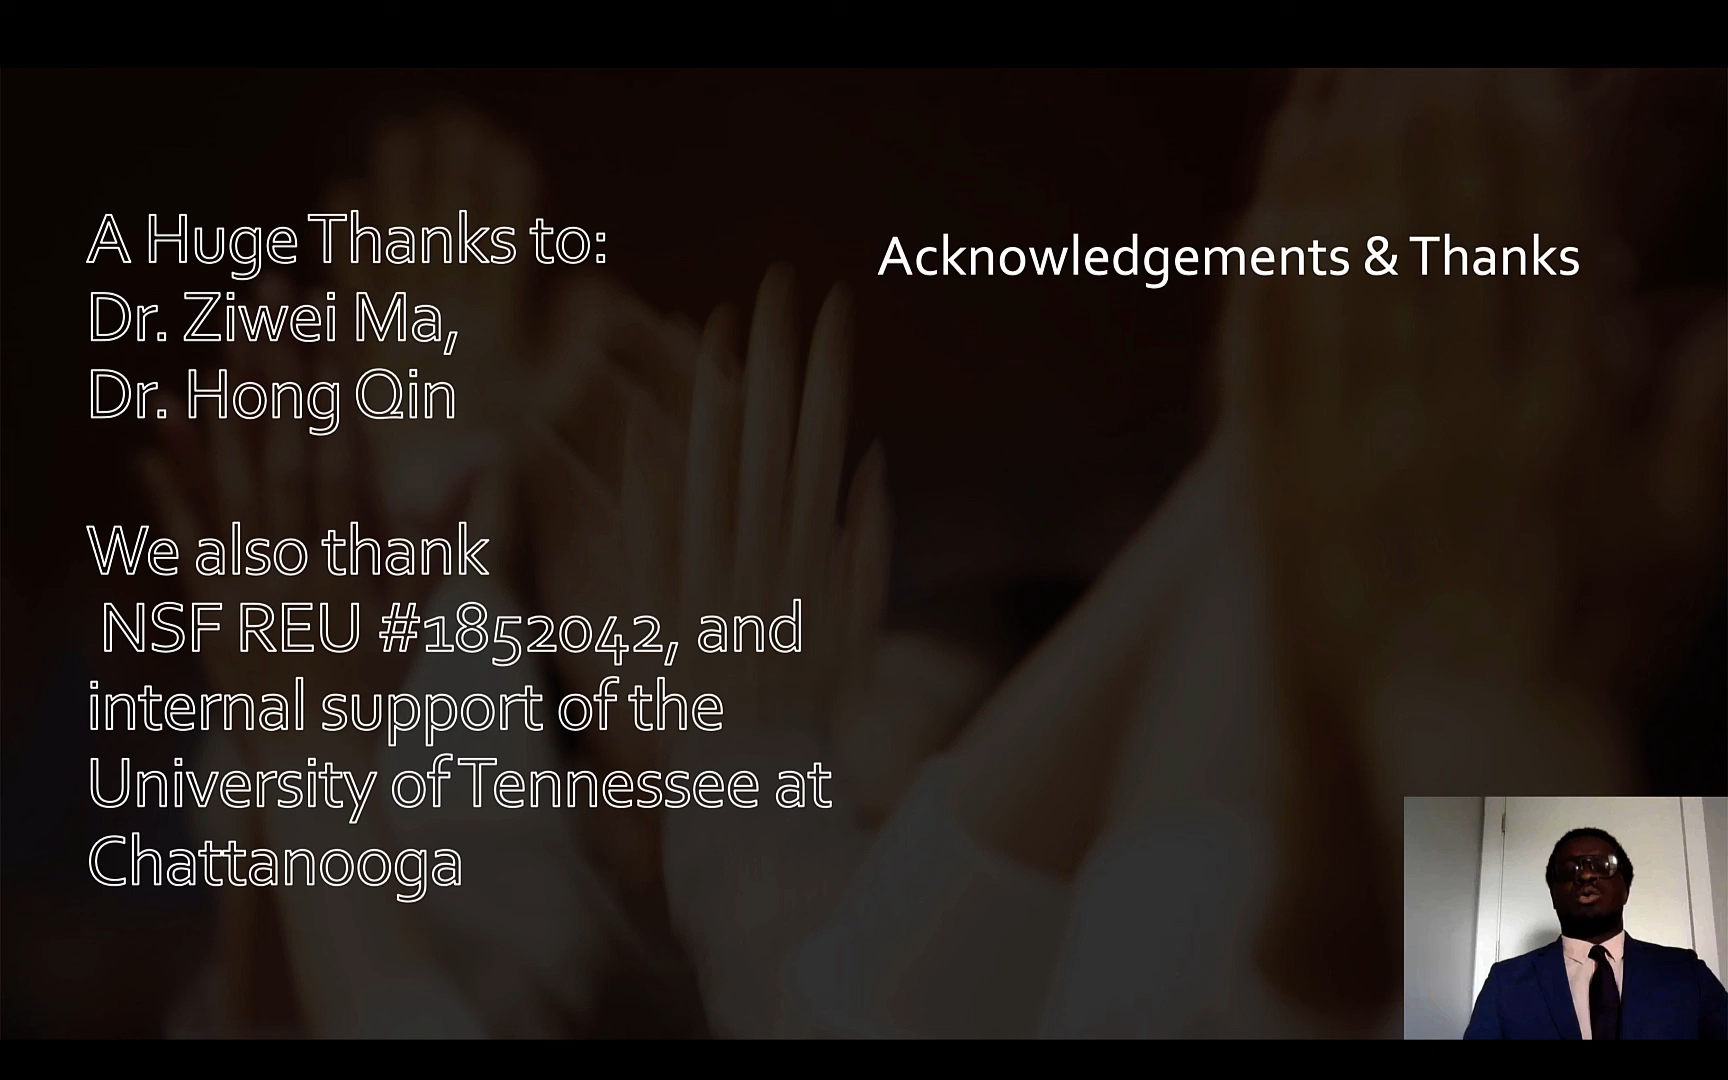 A Huge Thanks to:
Dr. Ziwei Ma,
Dr. Hong Qin
We also thank
NSF REU #1852042, and
internal support of the
University of Tennessee at
Chattanooga
Acknowledgements & Thanks